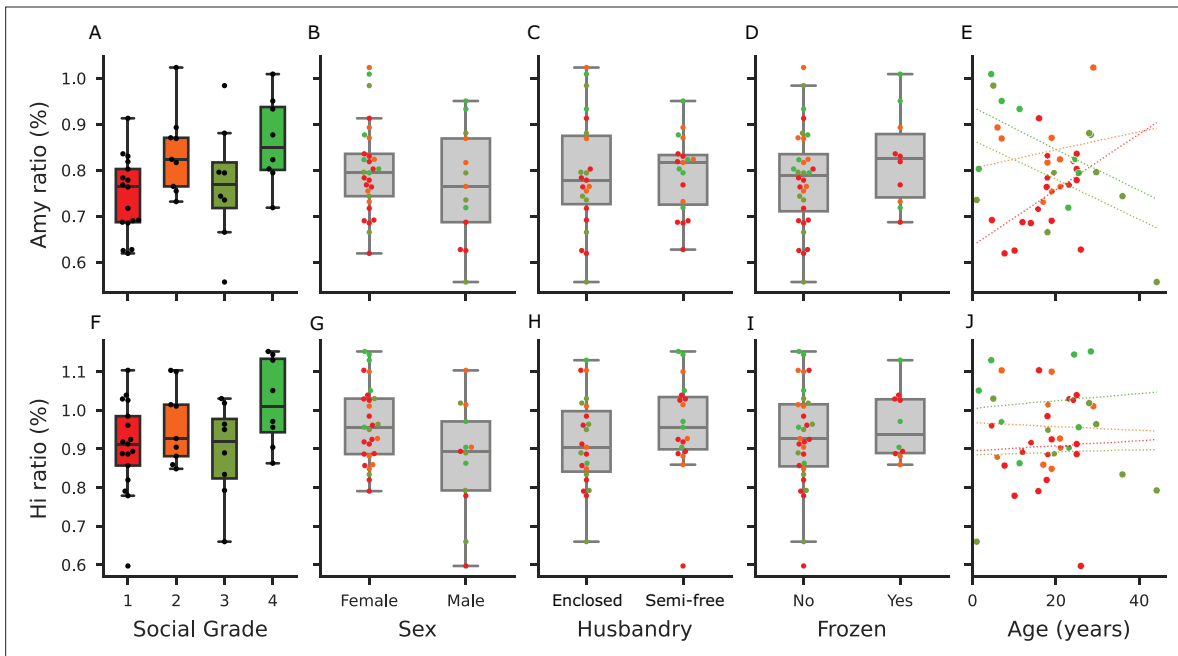 A B C D E
Amy ratio (%)
1.0
0.9
0.8
0.7
0.6
F G H I J
Hi ratio (%)
1.1
1.0
0.9
0.8
0.7
0.6
1 2 3 4 Female Male Enclosed Semi-free No Yes 0 20 40
Social Grade Sex Husbandry Frozen Age (years)